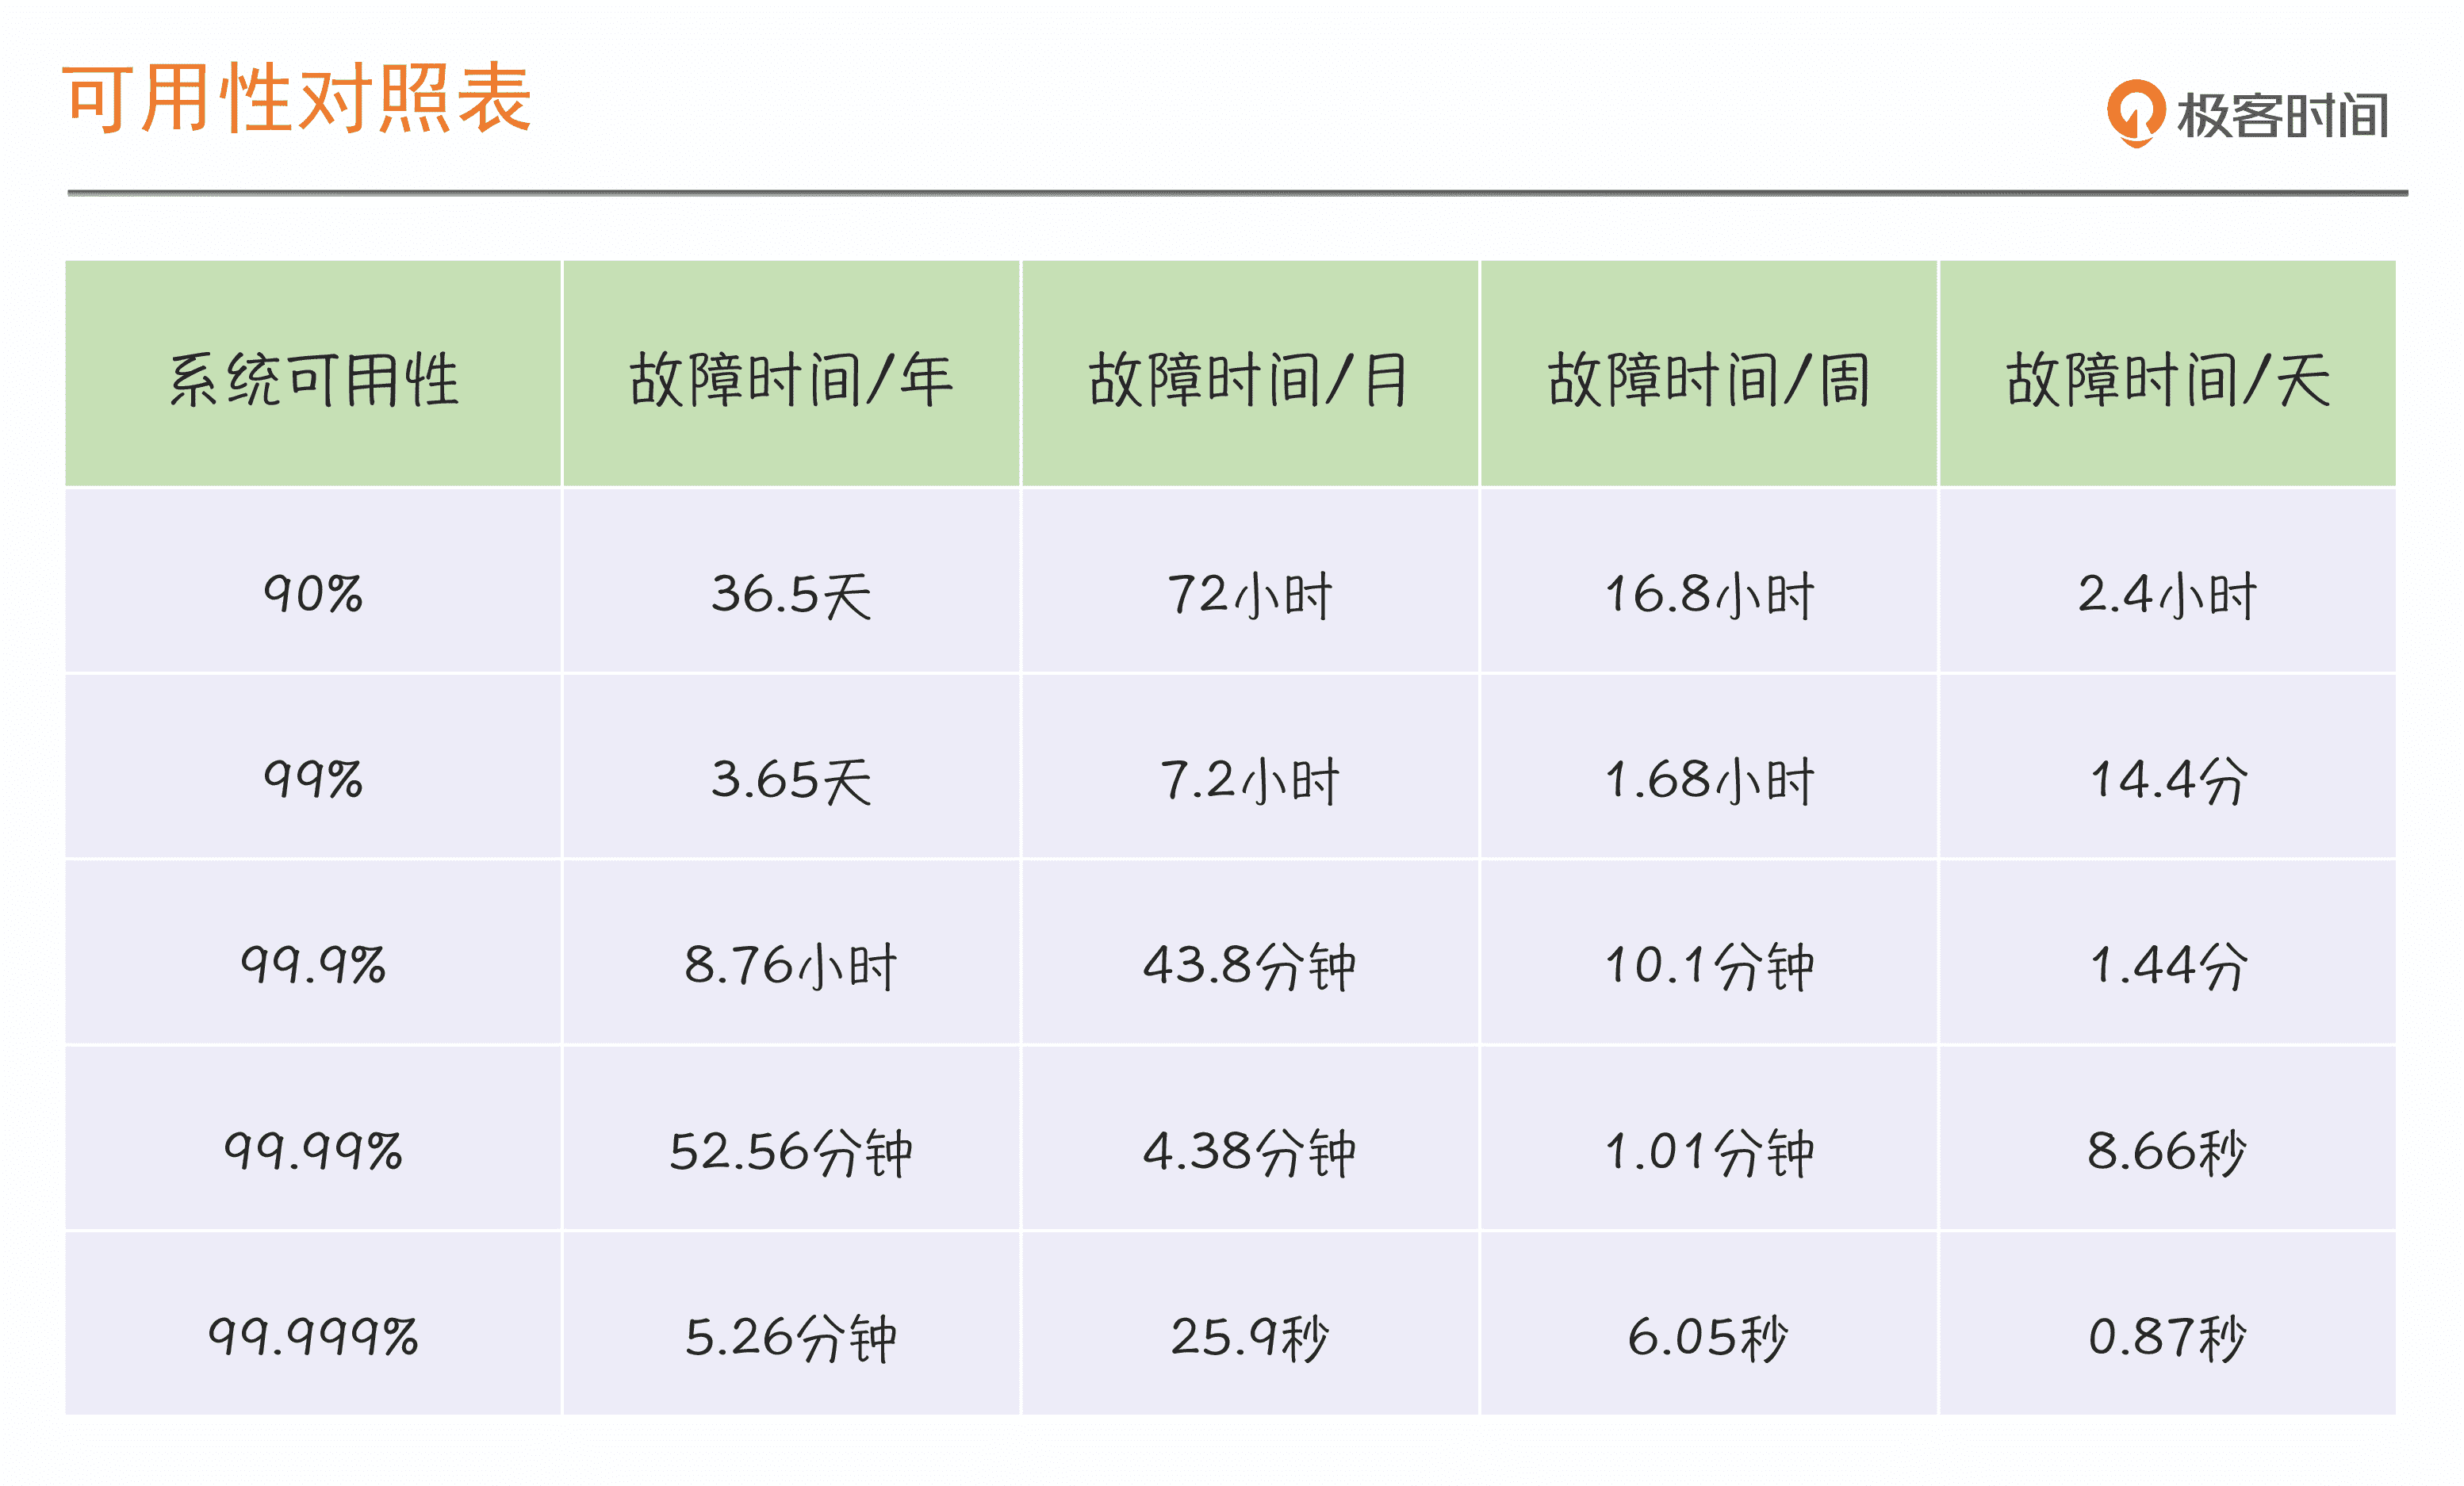 可用性对照表
极客时间
系统可用性 故障时间/年 故障时间/月 故障时间/周 故障时间/天
90% 36.5天 72小时 16.8小时 2.4小时
99% 3.65天 7.2小时 1.68小时 14.4分
99.9% 8.76小时 43.8分钟 10.1分钟 1.44分
99.99% 52.56分钟 4.38分钟 1.01分钟 8.66秒
99.999% 5.26分钟 25.9秒 6.05秒 0.87秒